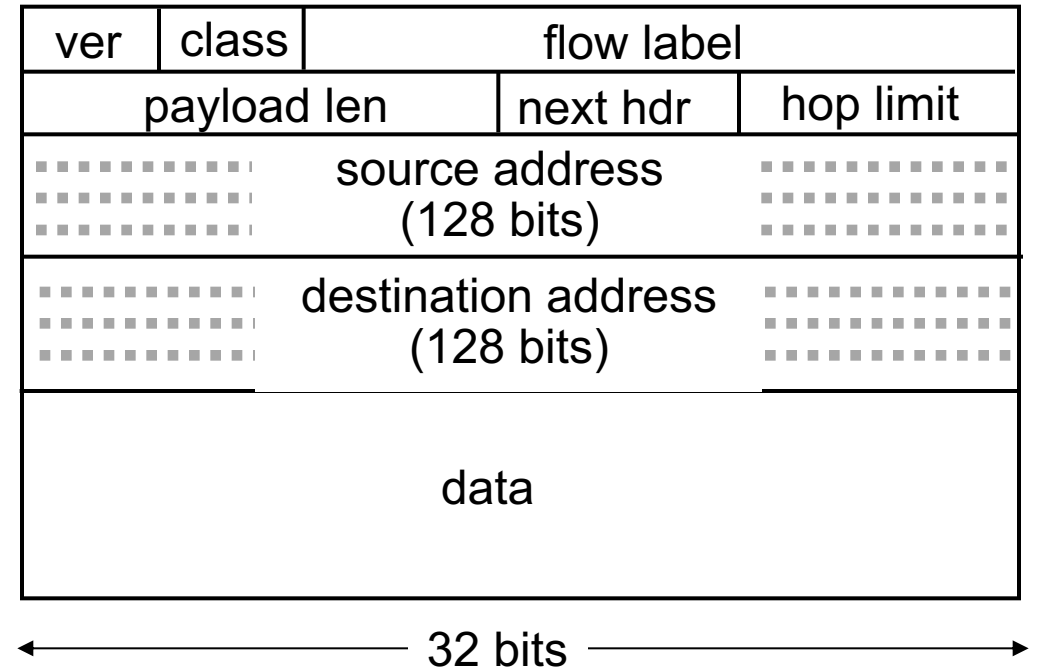 ver class flow label
payload len next hdr hop limit
source address
(128 bits)
destination address
(128 bits)
data
32 bits